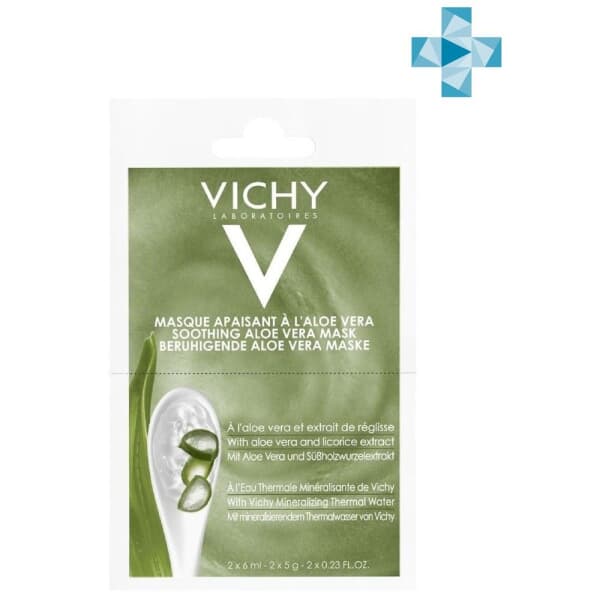 VICHY
LABORATOIRES
V
MASQUE APAISANT À L'ALOE VERA
SOOTHING ALOE VERA MASK
BERUHIGENDE ALOE VERA MASKE
À l'aloe vera et extrait de réglisse
With aloe vera and licorice extract
Mit Aloe Vera und Süßholzwurzelextrakt
À l'Eau Thermale Minéralisante de Vichy
With Vichy Mineralizing Thermal Water
Mit mineralisierendem Thermalwasser von Vichy
2 x 6 ml - 2 x 5 g - 2 x 0.23 FL.OZ.